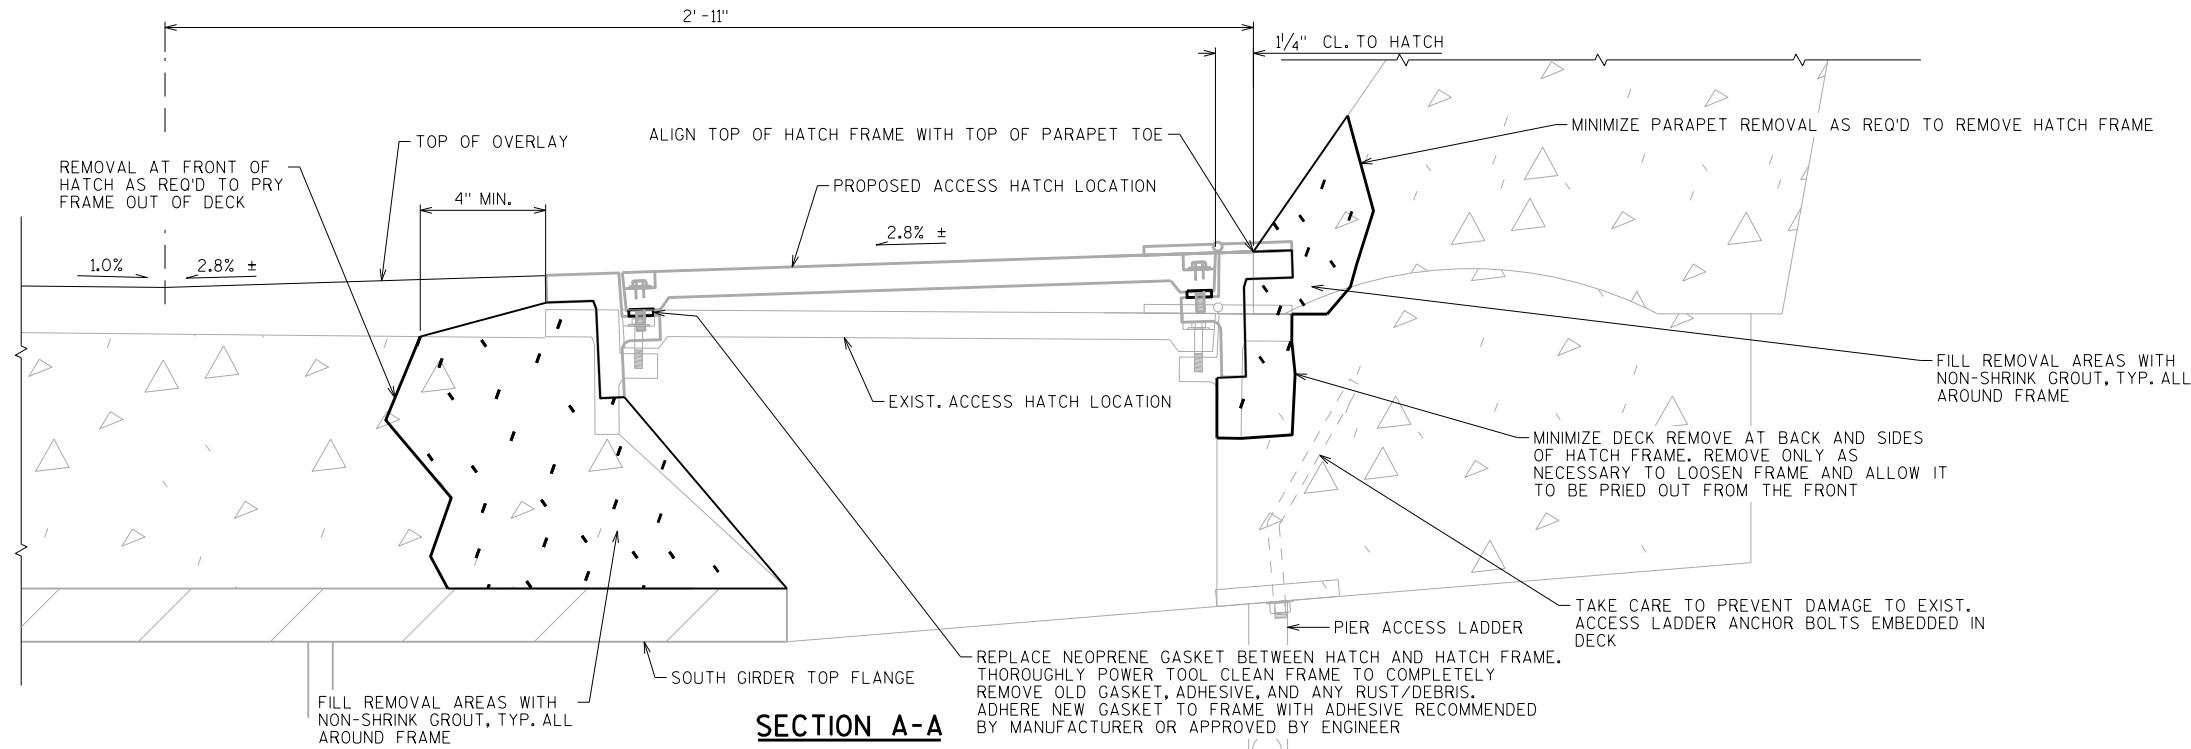 2'-11"
1 1/4" CL. TO HATCH
MINIMIZE PARAPET REMOVAL AS REQ'D TO REMOVE HATCH FRAME
ALIGN TOP OF HATCH FRAME WITH TOP OF PARAPET TOE
TOP OF OVERLAY
REMOVAL AT FRONT OF
HATCH AS REQ'D TO PRY
FRAME OUT OF DECK
PROPOSED ACCESS HATCH LOCATION
4" MIN.
2.8% ±
1.0%
2.8% ±
FILL REMOVAL AREAS WITH
NON-SHRINK GROUT, TYP. ALL
AROUND FRAME
EXIST. ACCESS HATCH LOCATION
MINIMIZE DECK REMOVE AT BACK AND SIDES
OF HATCH FRAME. REMOVE ONLY AS
NECESSARY TO LOOSEN FRAME AND ALLOW IT
TO BE PRIED OUT FROM THE FRONT
TAKE CARE TO PREVENT DAMAGE TO EXIST.
ACCESS LADDER ANCHOR BOLTS EMBEDDED IN
DECK
PIER ACCESS LADDER
REPLACE NEOPRENE GASKET BETWEEN HATCH AND HATCH FRAME.
THOROUGHLY POWER TOOL CLEAN FRAME TO COMPLETELY
REMOVE OLD GASKET, ADHESIVE, AND ANY RUST/DEBRIS.
ADHERE NEW GASKET TO FRAME WITH ADHESIVE RECOMMENDED
BY MANUFACTURER OR APPROVED BY ENGINEER
SOUTH GIRDER TOP FLANGE
FILL REMOVAL AREAS WITH
NON-SHRINK GROUT, TYP. ALL
AROUND FRAME
SECTION A-A